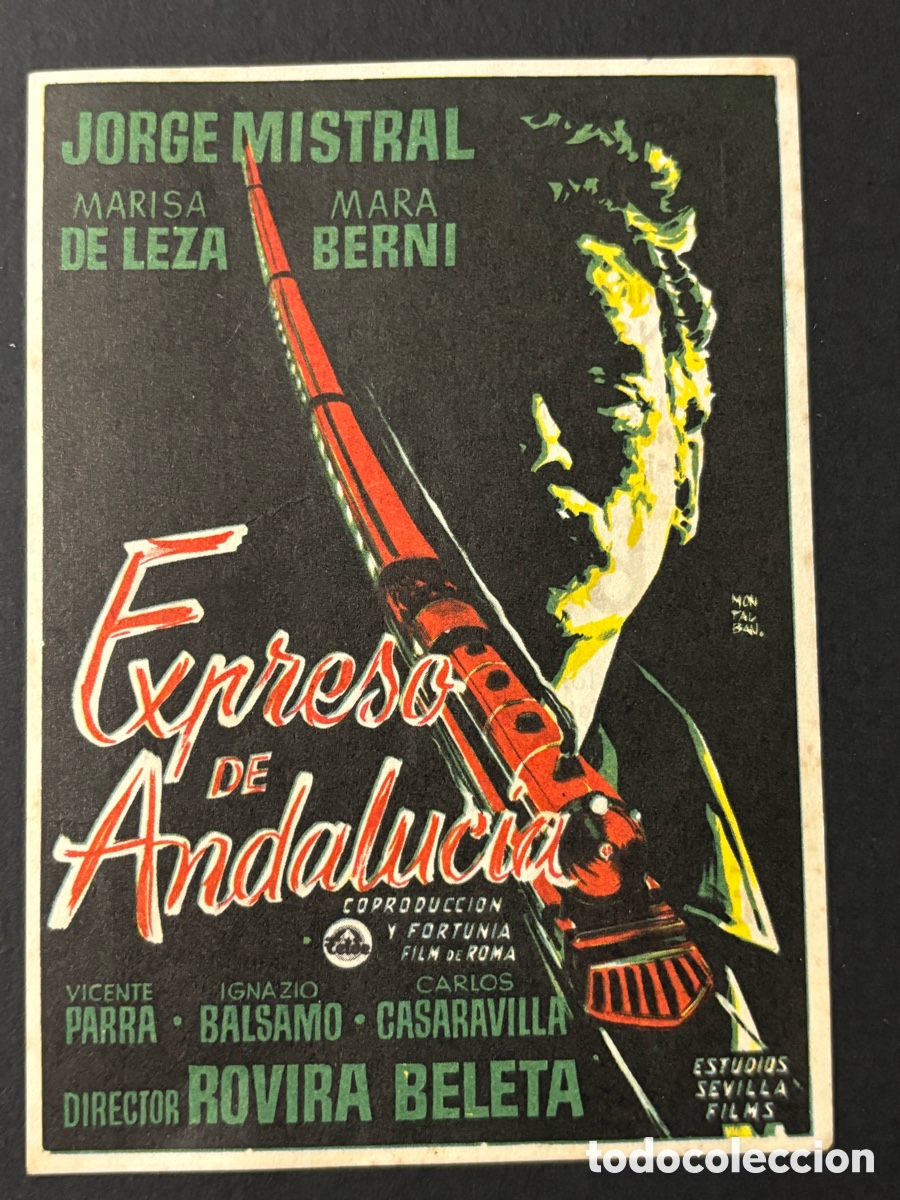 JORGE MISTRAL
MARISA
DE LEZA
MARA
BERNI
MON
TAL
BAN.
Expreso
DE
Andalucía
COPRODUCCION
Teide
Y FORTUNIA
FILM DE ROMA
VICENTE
PARRA •
IGNAZIO
BALSAMO •
CARLOS
CASARAVILLA
DIRECTOR ROVIRA BELETA
ESTUDIOS
SEVILLA
FILMS
todocoleccion